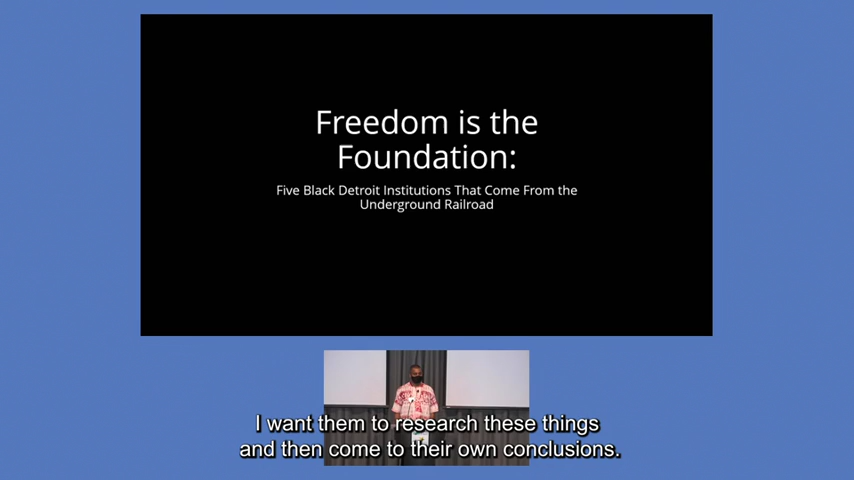 Freedom is the
Foundation:
Five Black Detroit Institutions That Come From the
Underground Railroad
I want them to research these things
and then come to their own conclusions.